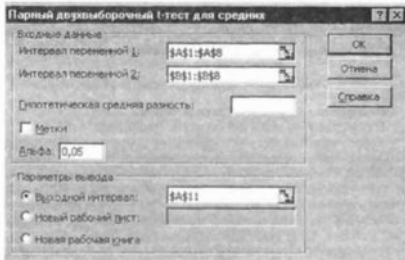 Парный двухвыборочный t-тест для средних
Входные данные
Интервал переменной 1: $A$1:$A$8
Интервал переменной 2: $B$1:$B$8
Гипотетическая средняя разность:
Метки
Альфа: 0,05
Параметры вывода
Выходной интервал: $A$11
Новый рабочий лист:
Новая рабочая книга
ОК
Отмена
Справка